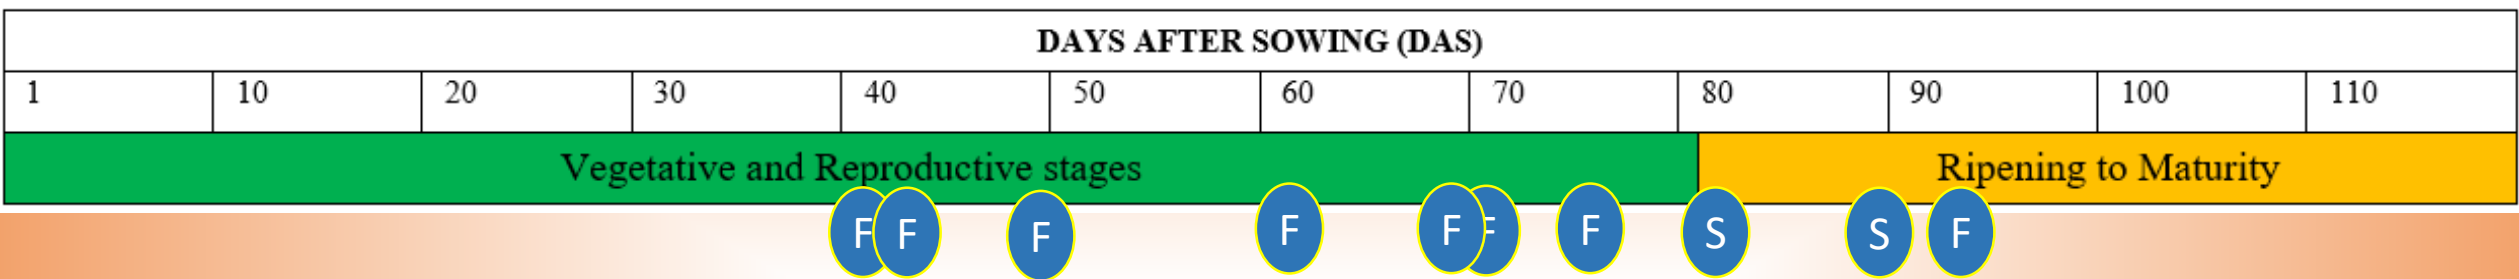 DAYS AFTER SOWING (DAS)
1 10 20 30 40 50 60 70 80 90 100 110
Vegetative and Reproductive stages Ripening to Maturity
F F F F F F F S S F